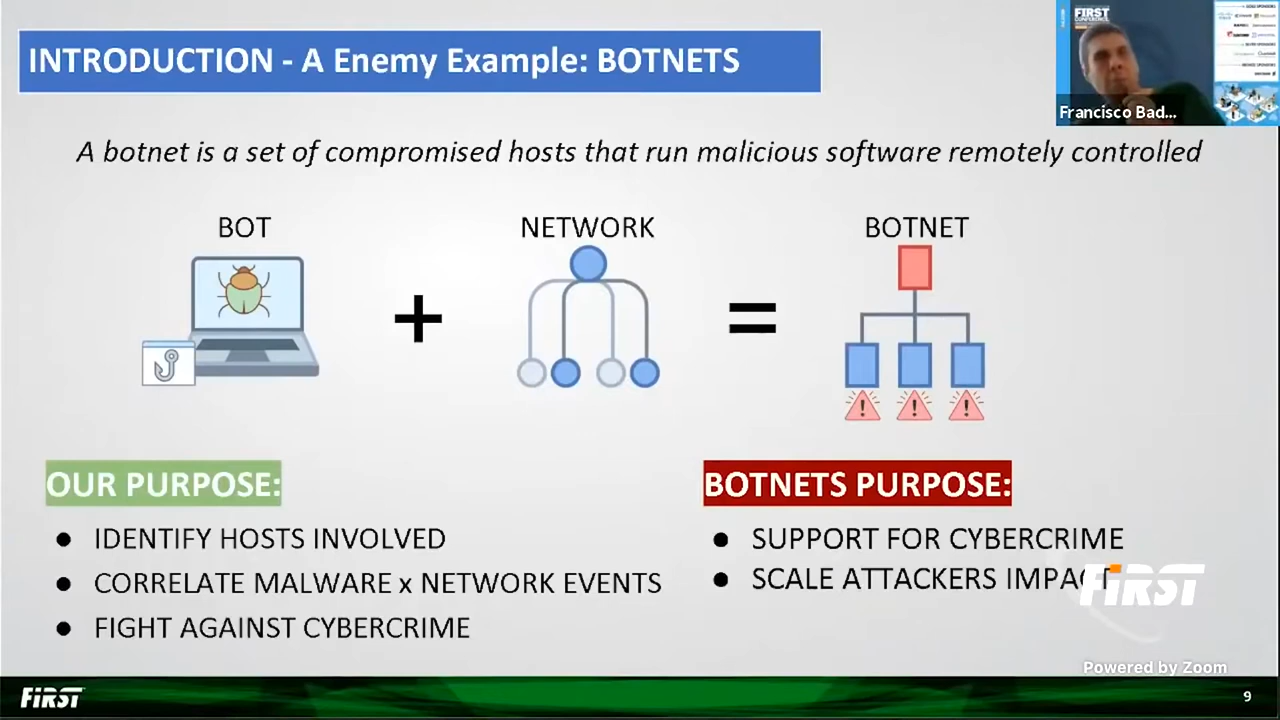 INTRODUCTION - A Enemy Example: BOTNETS
FIRST
CONFERENCE
Francisco Bad...
A botnet is a set of compromised hosts that run malicious software remotely controlled
BOT
NETWORK
BOTNET
+
=
OUR PURPOSE:
● IDENTIFY HOSTS INVOLVED
● CORRELATE MALWARE x NETWORK EVENTS
● FIGHT AGAINST CYBERCRIME
BOTNETS PURPOSE:
● SUPPORT FOR CYBERCRIME
● SCALE ATTACKERS IMPACT
FiRST
Powered by Zoom
FiRST
9